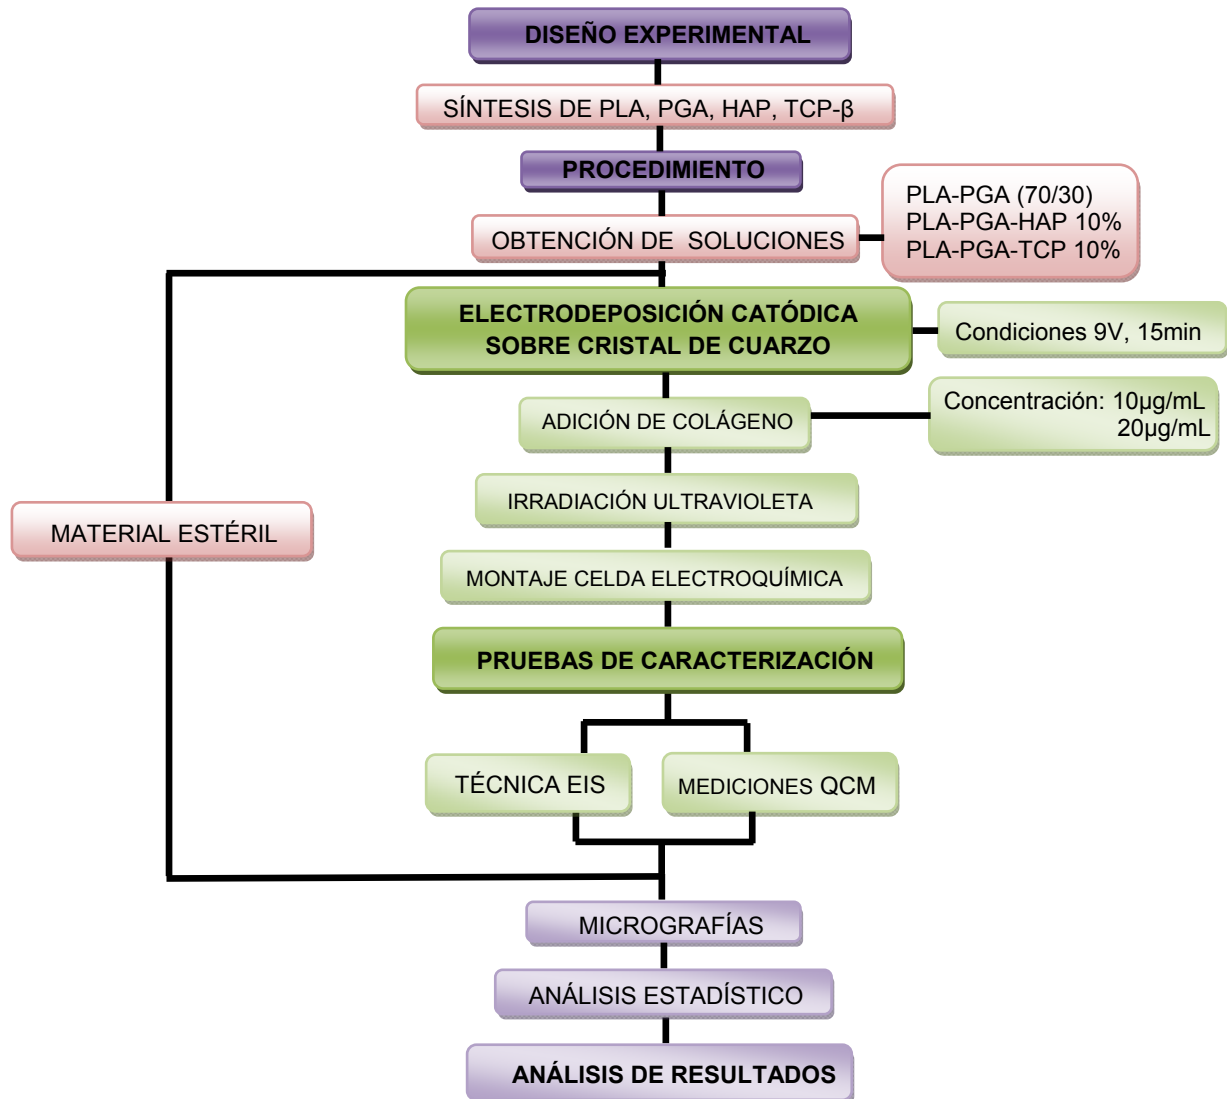 DISEÑO EXPERIMENTAL
SÍNTESIS DE PLA, PGA, HAP, TCP-β
PROCEDIMIENTO
OBTENCIÓN DE SOLUCIONES
PLA-PGA (70/30)
PLA-PGA-HAP 10%
PLA-PGA-TCP 10%
ELECTRODEPOSICIÓN CATÓDICA
SOBRE CRISTAL DE CUARZO
Condiciones 9V, 15min
ADICIÓN DE COLÁGENO
Concentración: 10µg/mL
20µg/mL
IRRADIACIÓN ULTRAVIOLETA
MATERIAL ESTÉRIL
MONTAJE CELDA ELECTROQUÍMICA
PRUEBAS DE CARACTERIZACIÓN
TÉCNICA EIS
MEDICIONES QCM
MICROGRAFÍAS
ANÁLISIS ESTADÍSTICO
ANÁLISIS DE RESULTADOS